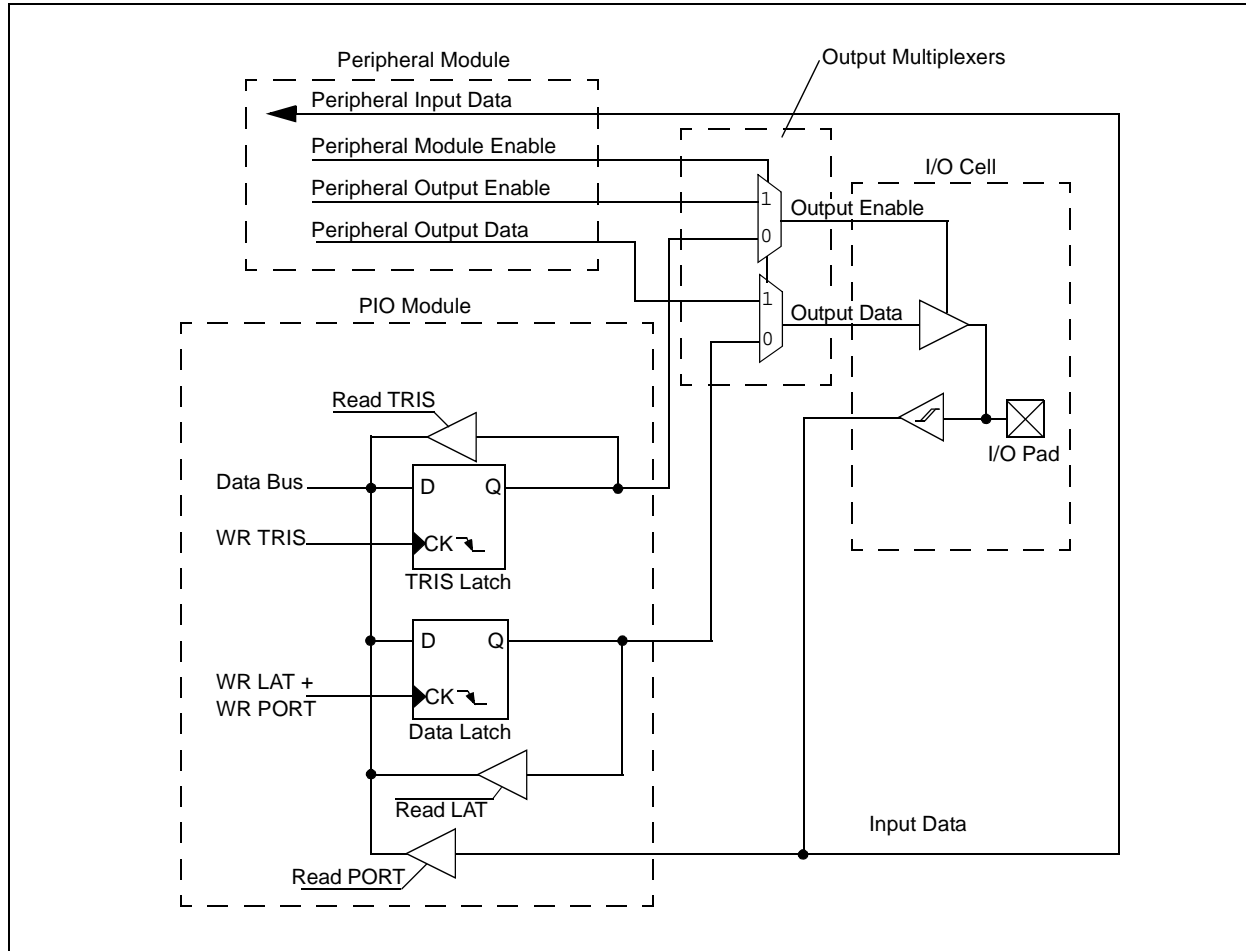 Peripheral Module
Output Multiplexers
Peripheral Input Data
Peripheral Module Enable
I/O Cell
Peripheral Output Enable
1
Output Enable
Peripheral Output Data
0
PIO Module
1
Output Data
0
Read TRIS
I/O Pad
Data Bus
D
Q
WR TRIS
CK
TRIS Latch
D
Q
WR LAT +
WR PORT
CK
Data Latch
Read LAT
Input Data
Read PORT